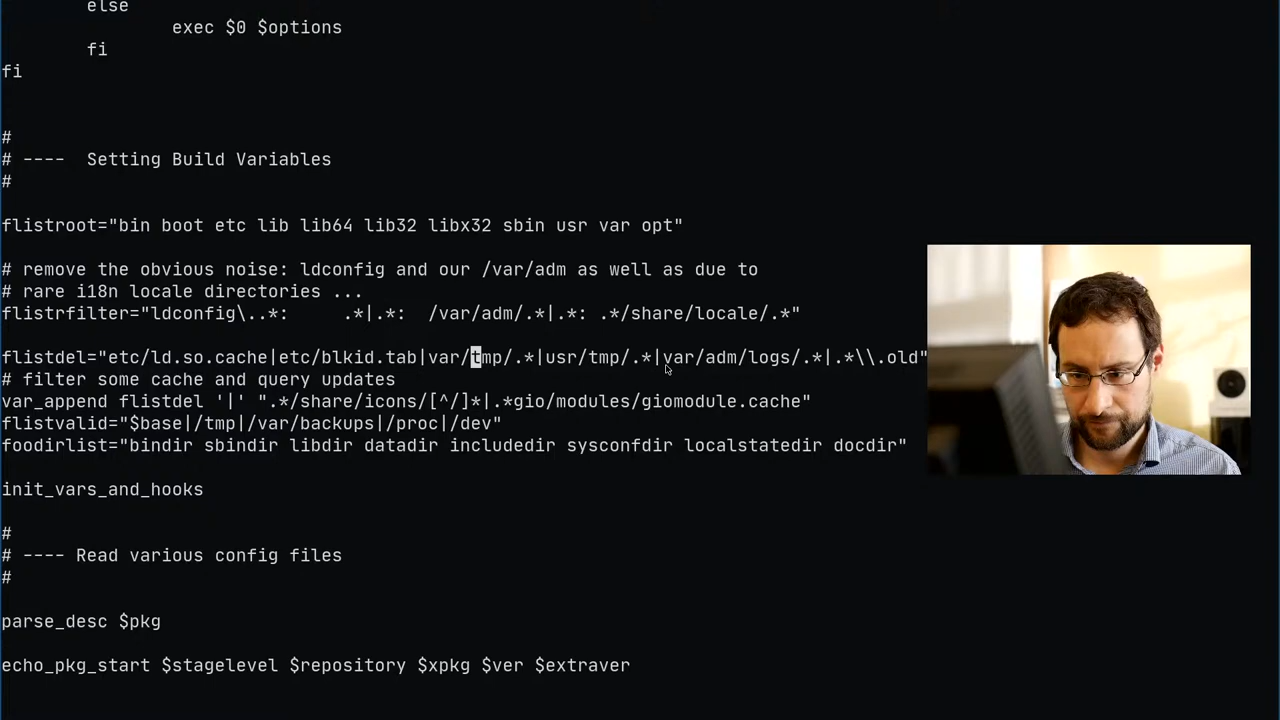 else
exec $0 $options
fi
fi
#
# ----  Setting Build Variables
#
flistroot="bin boot etc lib lib64 lib32 libx32 sbin usr var opt"
# remove the obvious noise: ldconfig and our /var/adm as well as due to
# rare i18n locale directories ...
flistrfilter="ldconfig\..*:     .*|.*:  /var/adm/.*|.*: .*/share/locale/.*"
flistdel="etc/ld.so.cache|etc/blkid.tab|var/tmp/.*|usr/tmp/.*|var/adm/logs/.*|.*\\.old"
# filter some cache and query updates
var_append flistdel '|' ".*/share/icons/[^/]*|.*gio/modules/giomodule.cache"
flistvalid="$base|/tmp|/var/backups|/proc|/dev"
foodirlist="bindir sbindir libdir datadir includedir sysconfdir localstatedir docdir"
init_vars_and_hooks
#
# ---- Read various config files
#
parse_desc $pkg
echo_pkg_start $stagelevel $repository $xpkg $ver $extraver